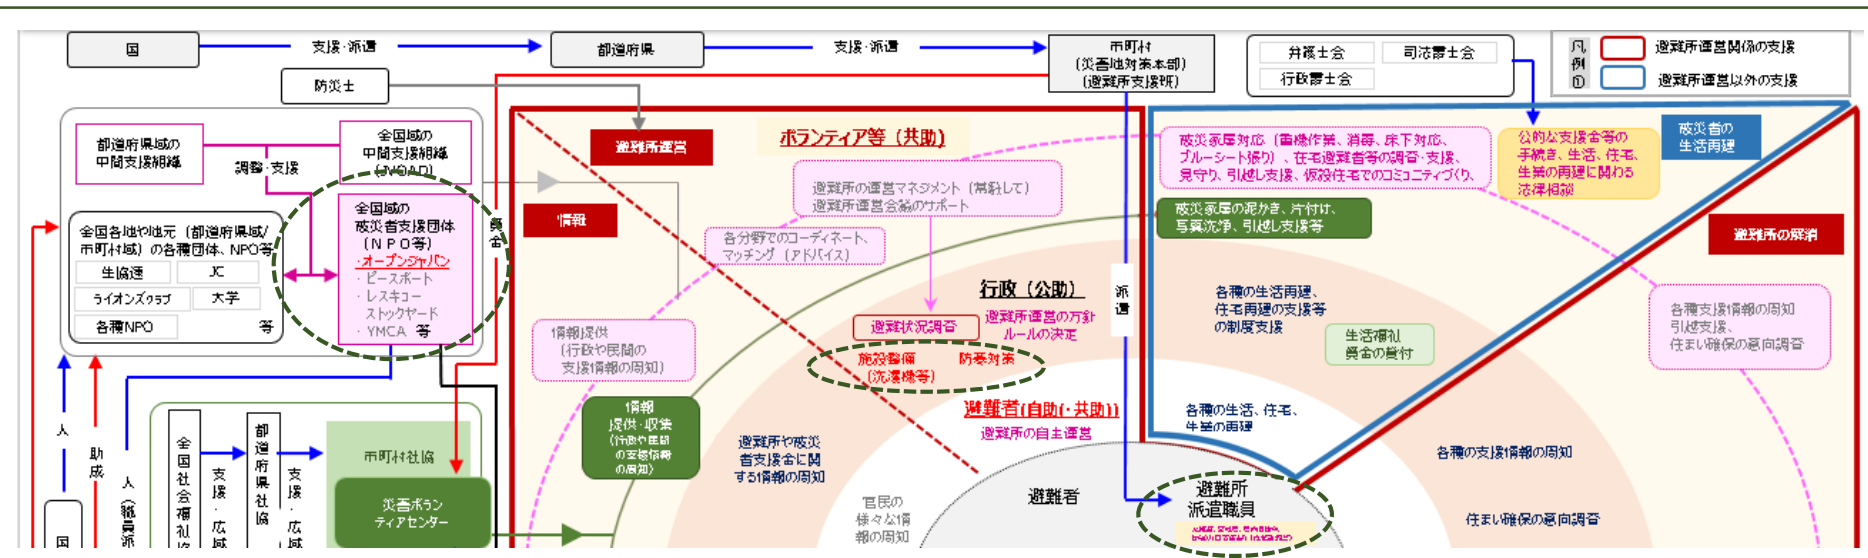 国
支援・派遣
都道府県
支援・派遣
市町村
(災害地対策本部)
(避難所支援班)
弁護士会
司法書士会
行政書士会
凡例①
避難所運営関係の支援
避難所運営以外の支援
防災士
都道府県域の
中間支援組織
調整・支援
全国域の
中間支援組織
(JVOAD)
全国域の
被災者支援団体
(NPO等)
・オープンジャパン
・ピースボート
・レスキュー
ストックヤード
・YMCA 等
資金
全国各地や地元(都道府県域/
市町村域)の各種団体、NPO等
生協連
JC
ライオンズクラブ
大学
各種NPO
等
人
助成
人(職員派
国
全国社会福祉協
支援・広域
都道府県社協
支援・広域
市町村社協
災害ボラン
ティアセンター
避難所運営
情報
ボランティア等(共助)
避難所の運営マネジメント(常駐して)
避難所運営会議のサポート
各分野でのコーディネート、
マッチング(アドバイス)
情報提供
(行政や民間の
支援情報の周知)
情報
提供・収集
(行政や民間
の支援情報
の周知)
行政(公助)
避難状況調査
避難所運営の方針
ルールの決定
施設整備
(洗濯機等)
防暑対策
避難者(自助(・共助))
避難所の自主運営
避難所や被災
者支援金に関
する情報の周知
官民の
様々な情
報の周知
避難者
派遣
避難所
派遣職員
被災家屋対応(重機作業、消毒、床下対応、
ブルーシート張り)、在宅避難者等の調査・支援、
見守り、引越し支援、仮設住宅でのコミュニティづくり、
公的な支援金等の
手続き、生活、住宅、
生業の再建に関わる
法律相談
被災者の
生活再建
被災家屋の泥かき、片付け、
写真洗浄、引越し支援等
避難所の解消
各種の生活再建、
住宅再建の支援等
の制度支援
生活福祉
資金の貸付
各種支援情報の周知
引越支援、
住まい確保の意向調査
各種の生活、住宅、
生業の再建
各種の支援情報の周知
住まい確保の意向調査